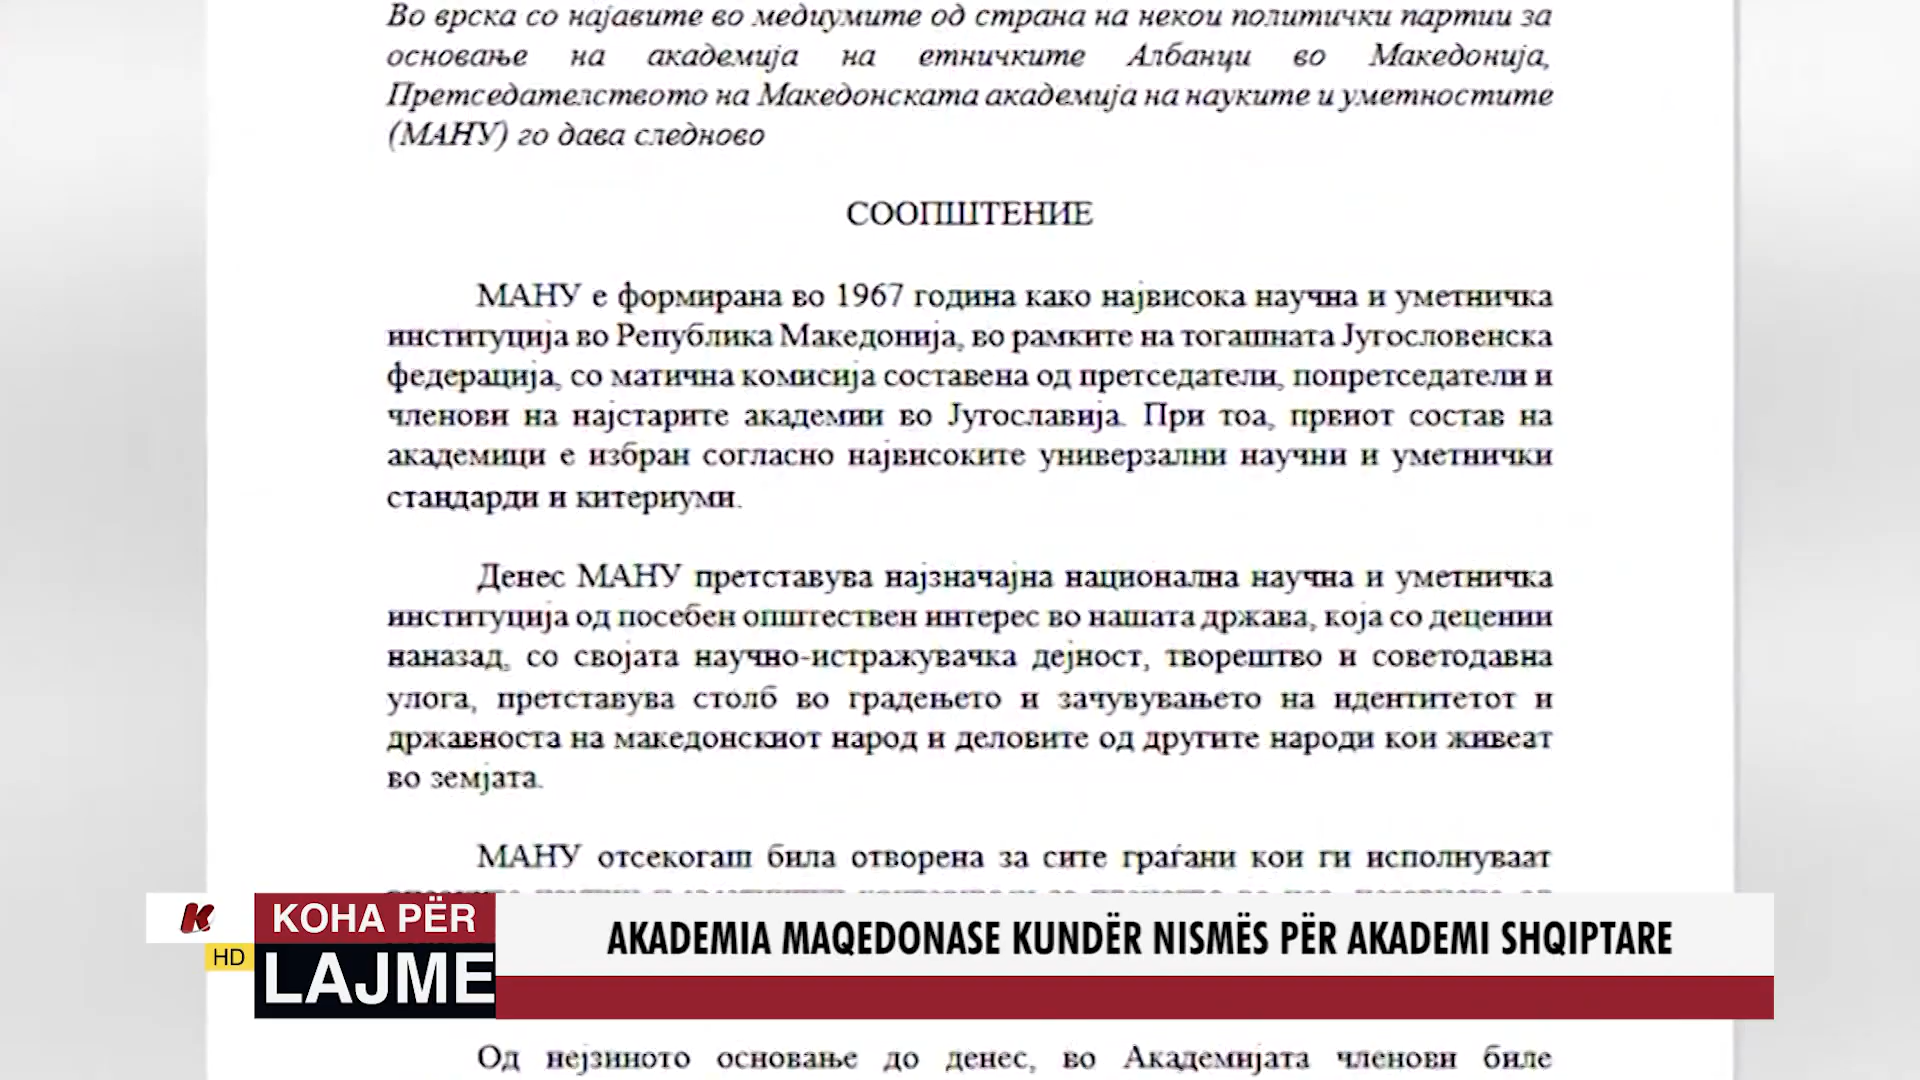 Во врска со најавите во медиумите од страна на некои политички партии за
основање на академија на етничките Албанци во Македонија,
Претседателството на Македонската академија на науките и уметностите
(МАНУ) го дава следново
СООПШТЕНИЕ
МАНУ е формирана во 1967 година како највисока научна и уметничка
институција во Република Македонија, во рамките на тогашната Југословенска
федерација, со матична комисија составена од претседатели, попретседатели и
членови на најстарите академии во Југославија. При тоа, првиот состав на
академици е избран согласно највисоките универзални научни и уметнички
стандарди и китериуми.
Денес МАНУ претставува најзначајна национална научна и уметничка
институција од посебен општествен интерес во нашата држава, која со децении
наназад, со својата научно-истражувачка дејност, творештво и советодавна
улога, претставува столб во градењето и зачувувањето на идентитетот и
државноста на македонскиот народ и деловите од другите народи кои живеат
во земјата.
МАНУ отсекогаш била отворена за сите граѓани кои ги исполнуваат
K
HD
KOHA PËR
LAJME
AKADEMIA MAQEDONASE KUNDËR NISMËS PËR AKADEMI SHQIPTARE
Од нејзиното основање до денес, во Академијата членови биле